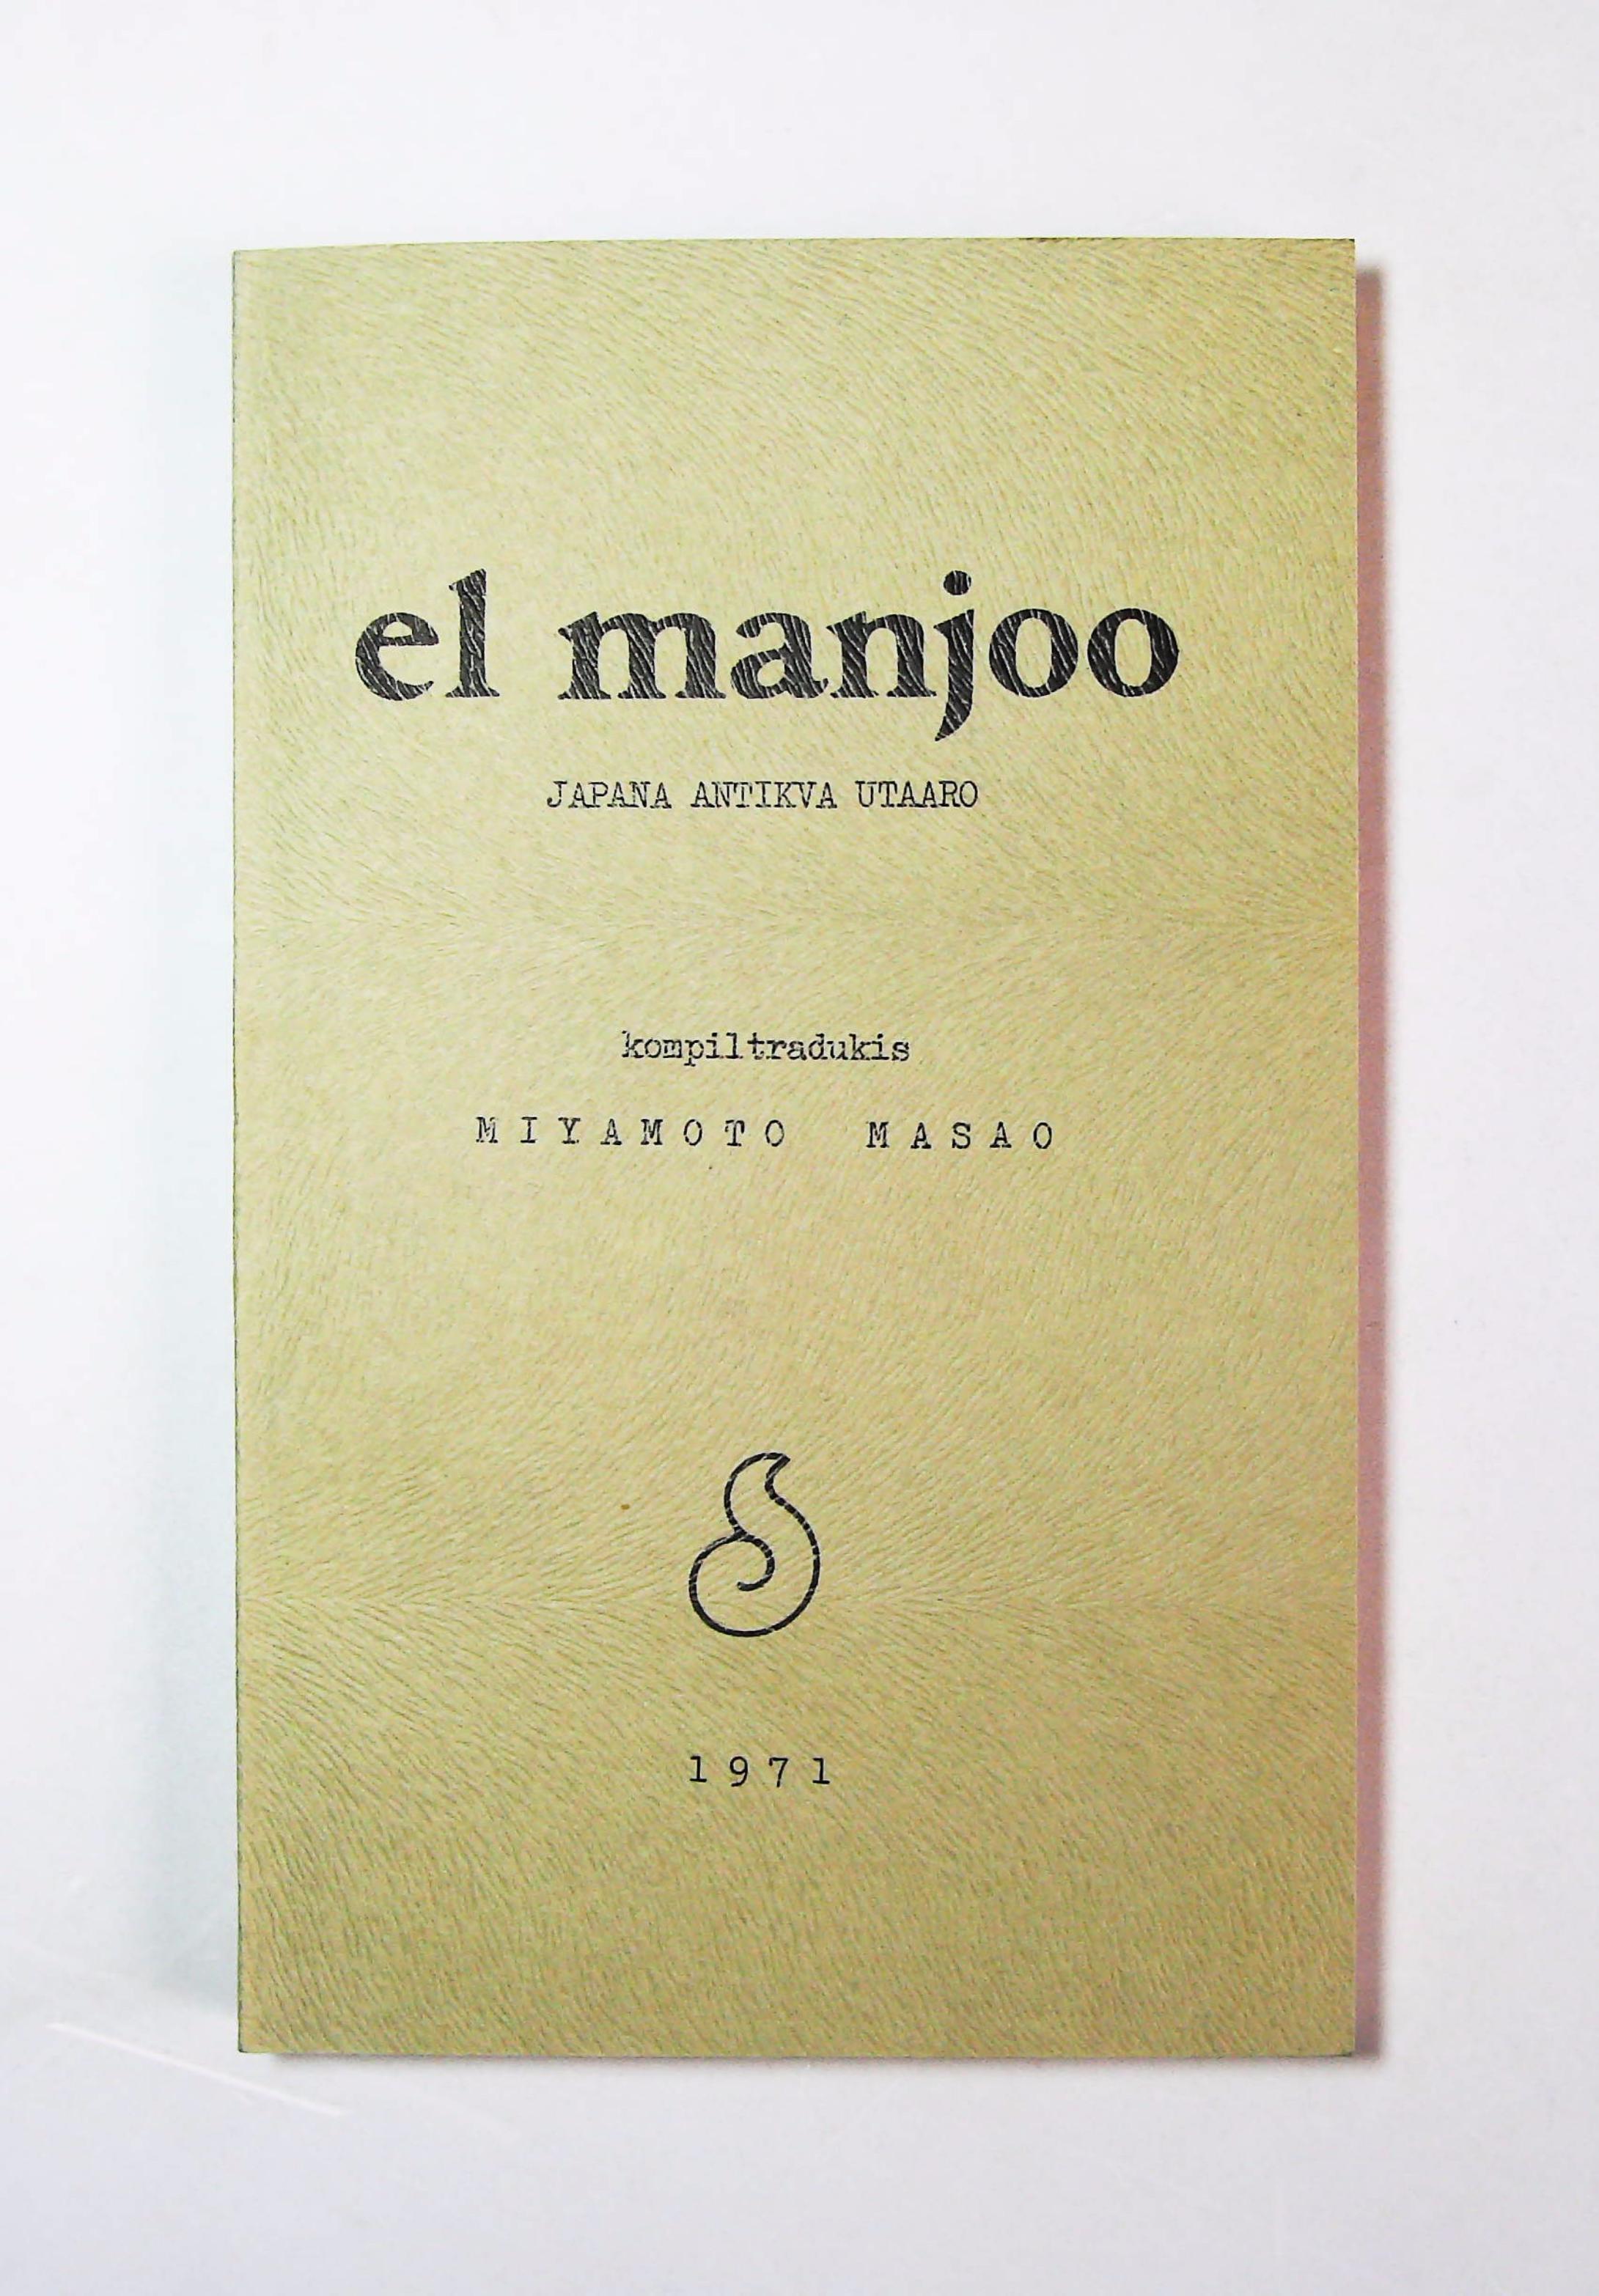 el manjoo
JAPANA ANTIKVA UTAARO
kompiltradukis
MIYAMOTO MASAO
1971